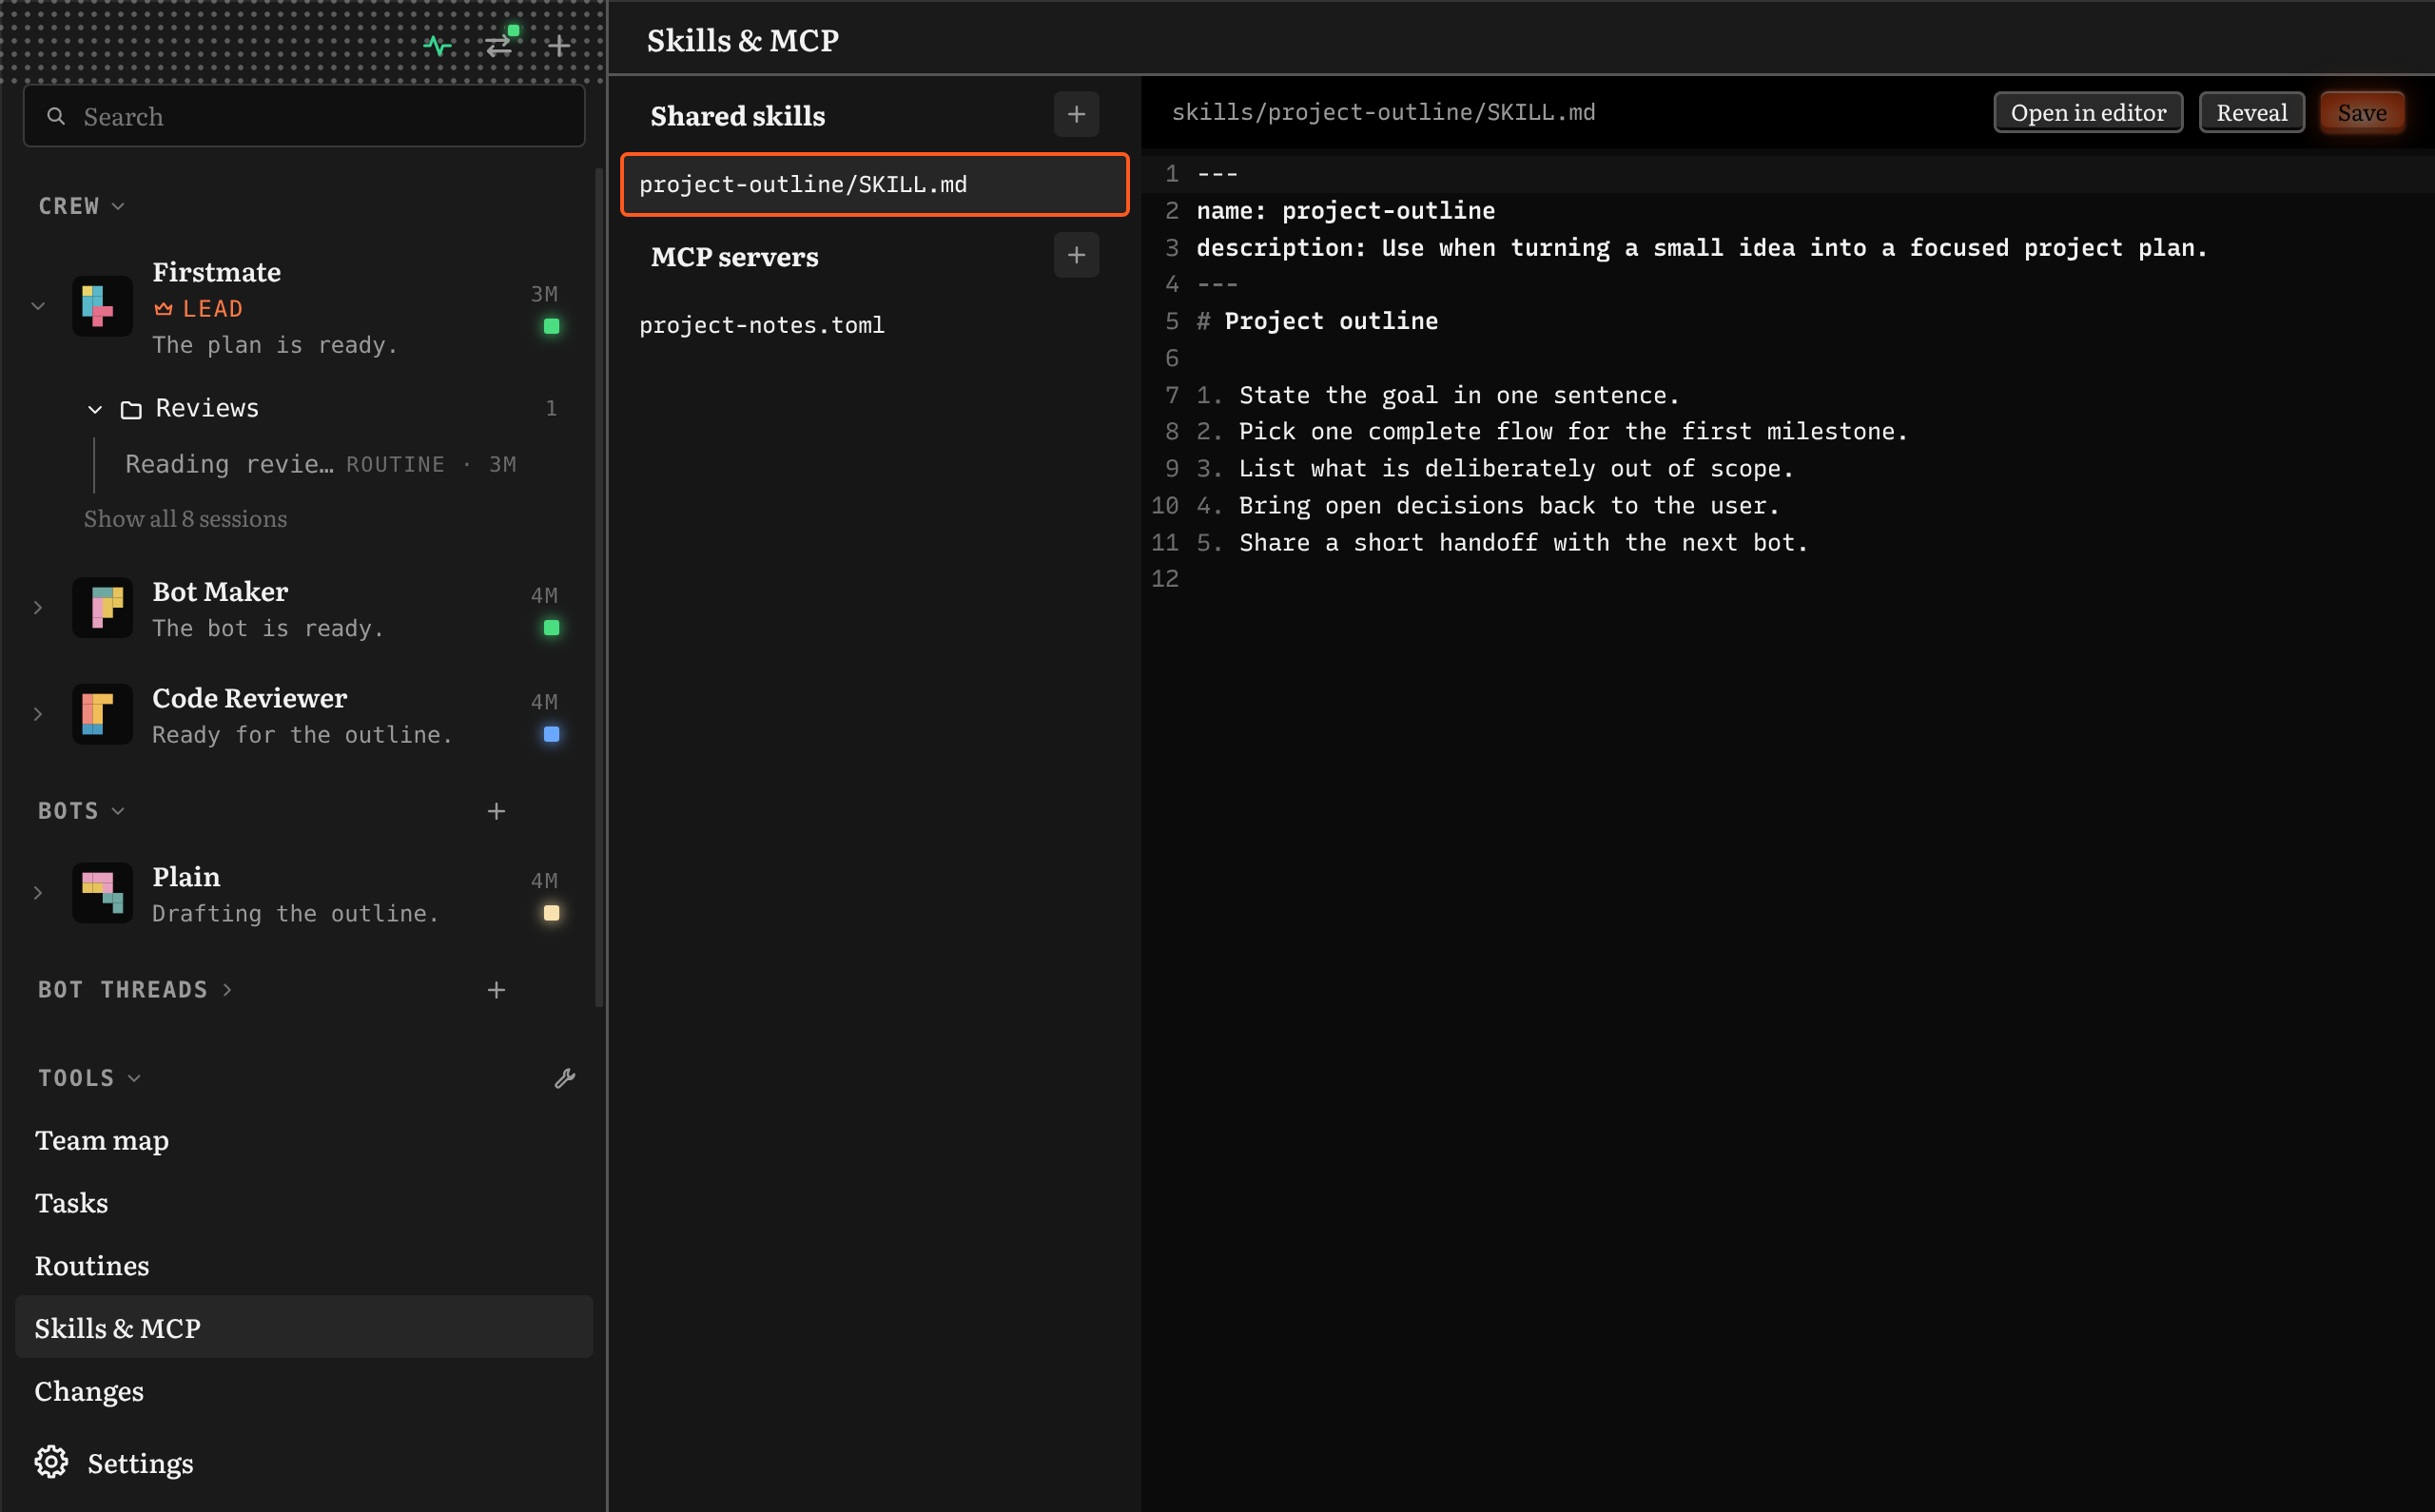 Search
CREW
Firstmate
LEAD
The plan is ready.
3M
Reviews
1
Reading revie… ROUTINE · 3M
Show all 8 sessions
Bot Maker
The bot is ready.
4M
Code Reviewer
Ready for the outline.
4M
BOTS
Plain
Drafting the outline.
4M
BOT THREADS
TOOLS
Team map
Tasks
Routines
Skills & MCP
Changes
Settings
Skills & MCP
Shared skills
project-outline/SKILL.md
MCP servers
project-notes.toml
skills/project-outline/SKILL.md
Open in editor
Reveal
Save
1 ---
2 name: project-outline
3 description: Use when turning a small idea into a focused project plan.
4 ---
5 # Project outline
6
7 1. State the goal in one sentence.
8 2. Pick one complete flow for the first milestone.
9 3. List what is deliberately out of scope.
10 4. Bring open decisions back to the user.
11 5. Share a short handoff with the next bot.
12